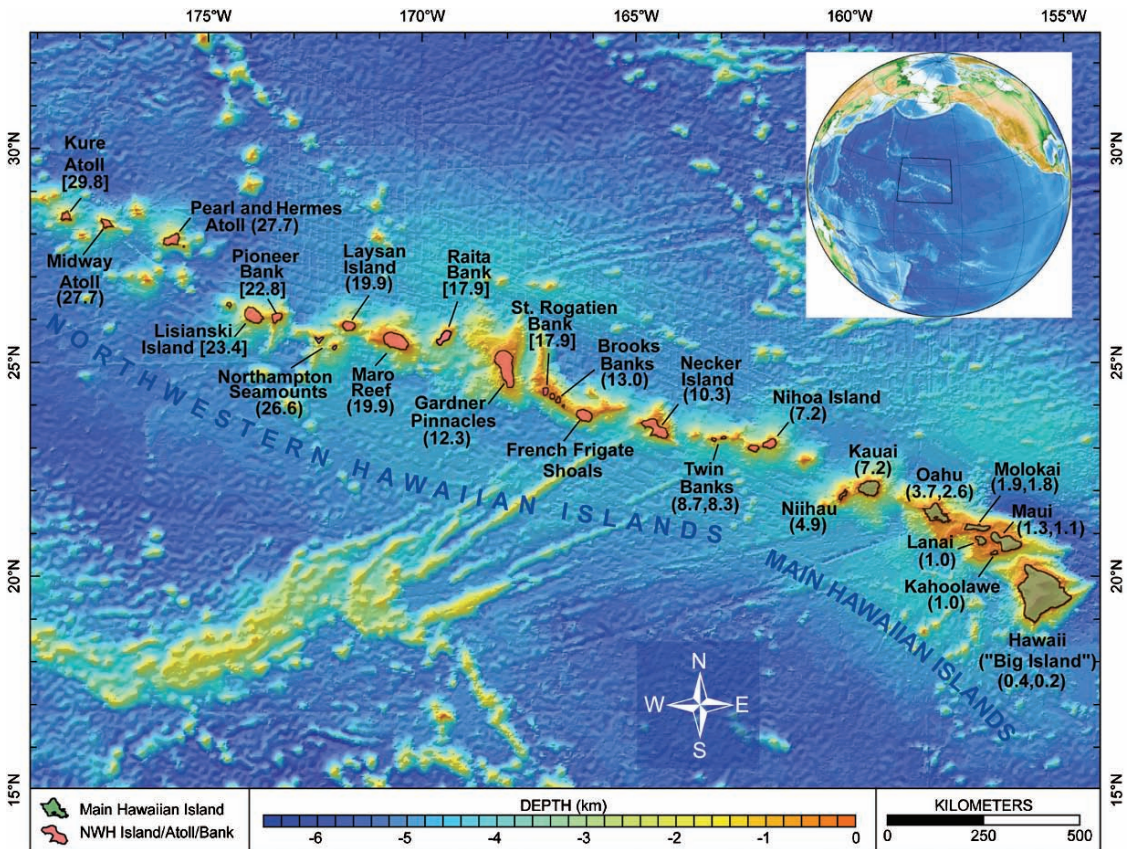 175°W 170°W 165°W 160°W 155°W
30°N
25°N
20°N
15°N
30°N
25°N
20°N
15°N
Kure
Atoll
[29.8]
Midway
Atoll
(27.7)
Pearl and Hermes
Atoll (27.7)
Pioneer
Bank
[22.8]
Lisianski
Island [23.4]
Northampton
Seamounts
(26.6)
Laysan
Island
(19.9)
Maro
Reef
(19.9)
Raita
Bank
[17.9]
Gardner
Pinnacles
(12.3)
St. Rogatien
Bank
[17.9]
Brooks
Banks
(13.0)
French Frigate
Shoals
Necker
Island
(10.3)
Twin
Banks
(8.7,8.3)
Nihoa Island
(7.2)
Niihau
(4.9)
Kauai
(7.2)
Oahu
(3.7,2.6)
Molokai
(1.9,1.8)
Maui
(1.3,1.1)
Lanai
(1.0)
Kahoolawe
(1.0)
Hawaii
("Big Island")
(0.4,0.2)
NORTHWESTERN HAWAIIAN ISLANDS
MAIN HAWAIIAN ISLANDS
N
W E
S
Main Hawaiian Island
NWH Island/Atoll/Bank
DEPTH (km)
-6 -5 -4 -3 -2 -1 0
KILOMETERS
0 250 500